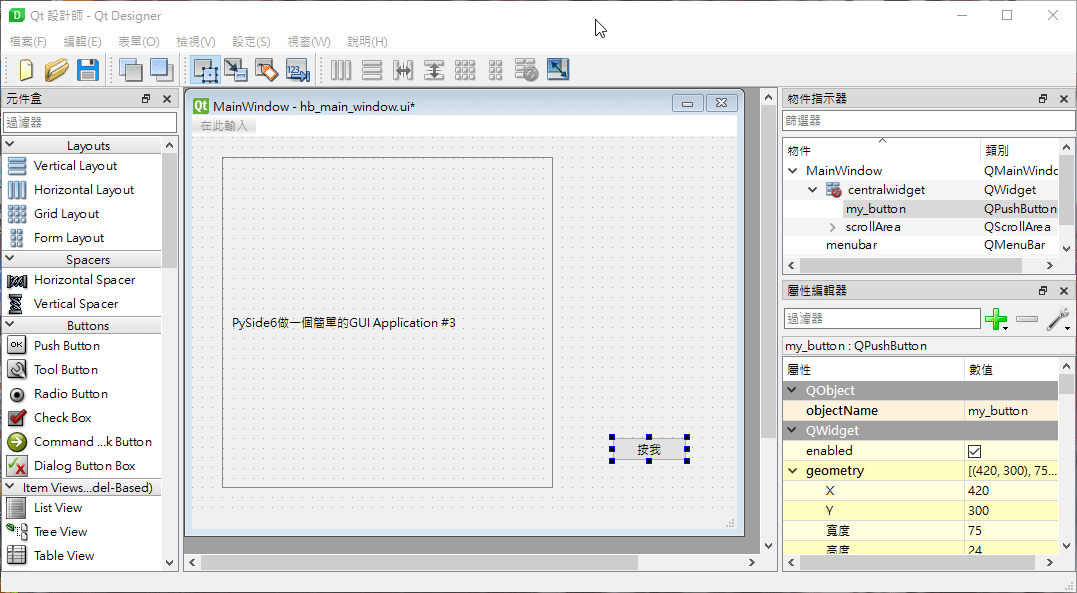 Qt 設計師 - Qt Designer
檔案(F) 編輯(E) 表單(O) 檢視(V) 設定(S) 視窗(W) 說明(H)
123
元件盒
過濾器
Layouts
Vertical Layout
Horizontal Layout
Grid Layout
Form Layout
Spacers
Horizontal Spacer
Vertical Spacer
Buttons
OK Push Button
Tool Button
Radio Button
Check Box
Command ...k Button
Dialog Button Box
Item Views...del-Based)
List View
Tree View
Table View
Qt MainWindow - hb_main_window.ui*
在此輸入
PySide6做一個簡單的GUI Application #3
按我
物件指示器
篩選器
物件 類別
MainWindow QMainWindo
centralwidget QWidget
my_button QPushButton
scrollArea QScrollArea
menubar QMenuBar
屬性編輯器
過濾器
my_button : QPushButton
屬性 數值
QObject
objectName my_button
QWidget
enabled
geometry [(420, 300), 75...
X 420
Y 300
寬度 75
高度 24